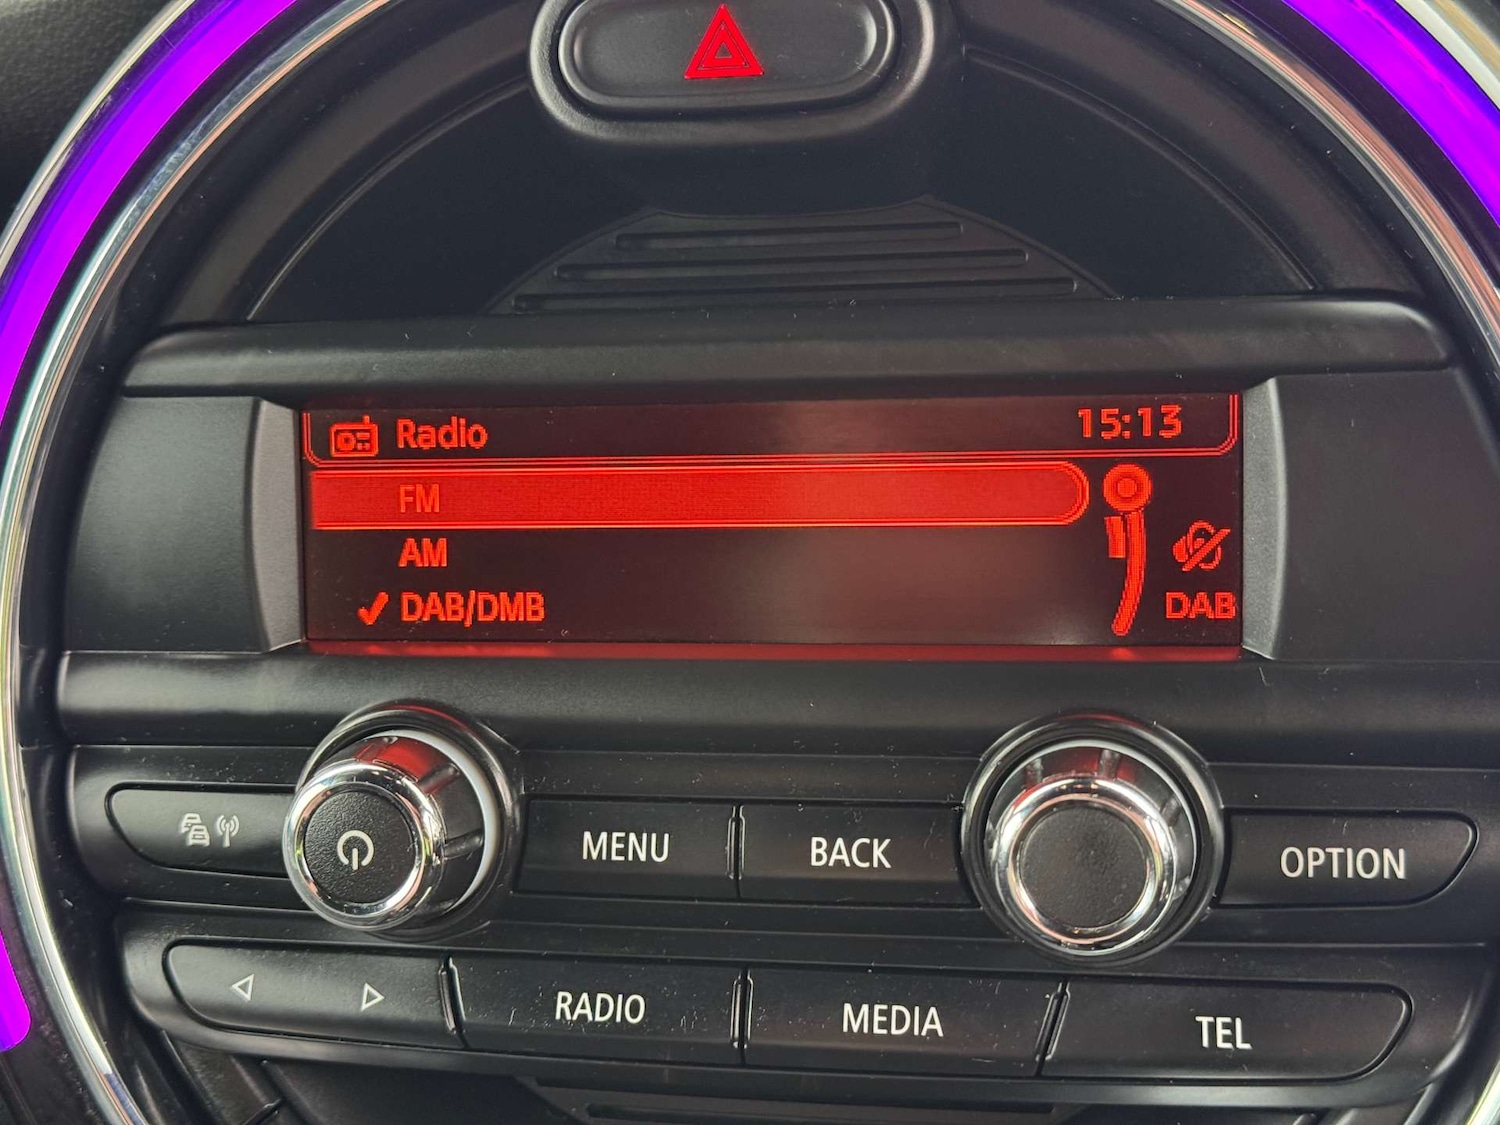 Radio 15:13
FM
AM
DAB/DMB DAB
MENU BACK OPTION
RADIO MEDIA TEL